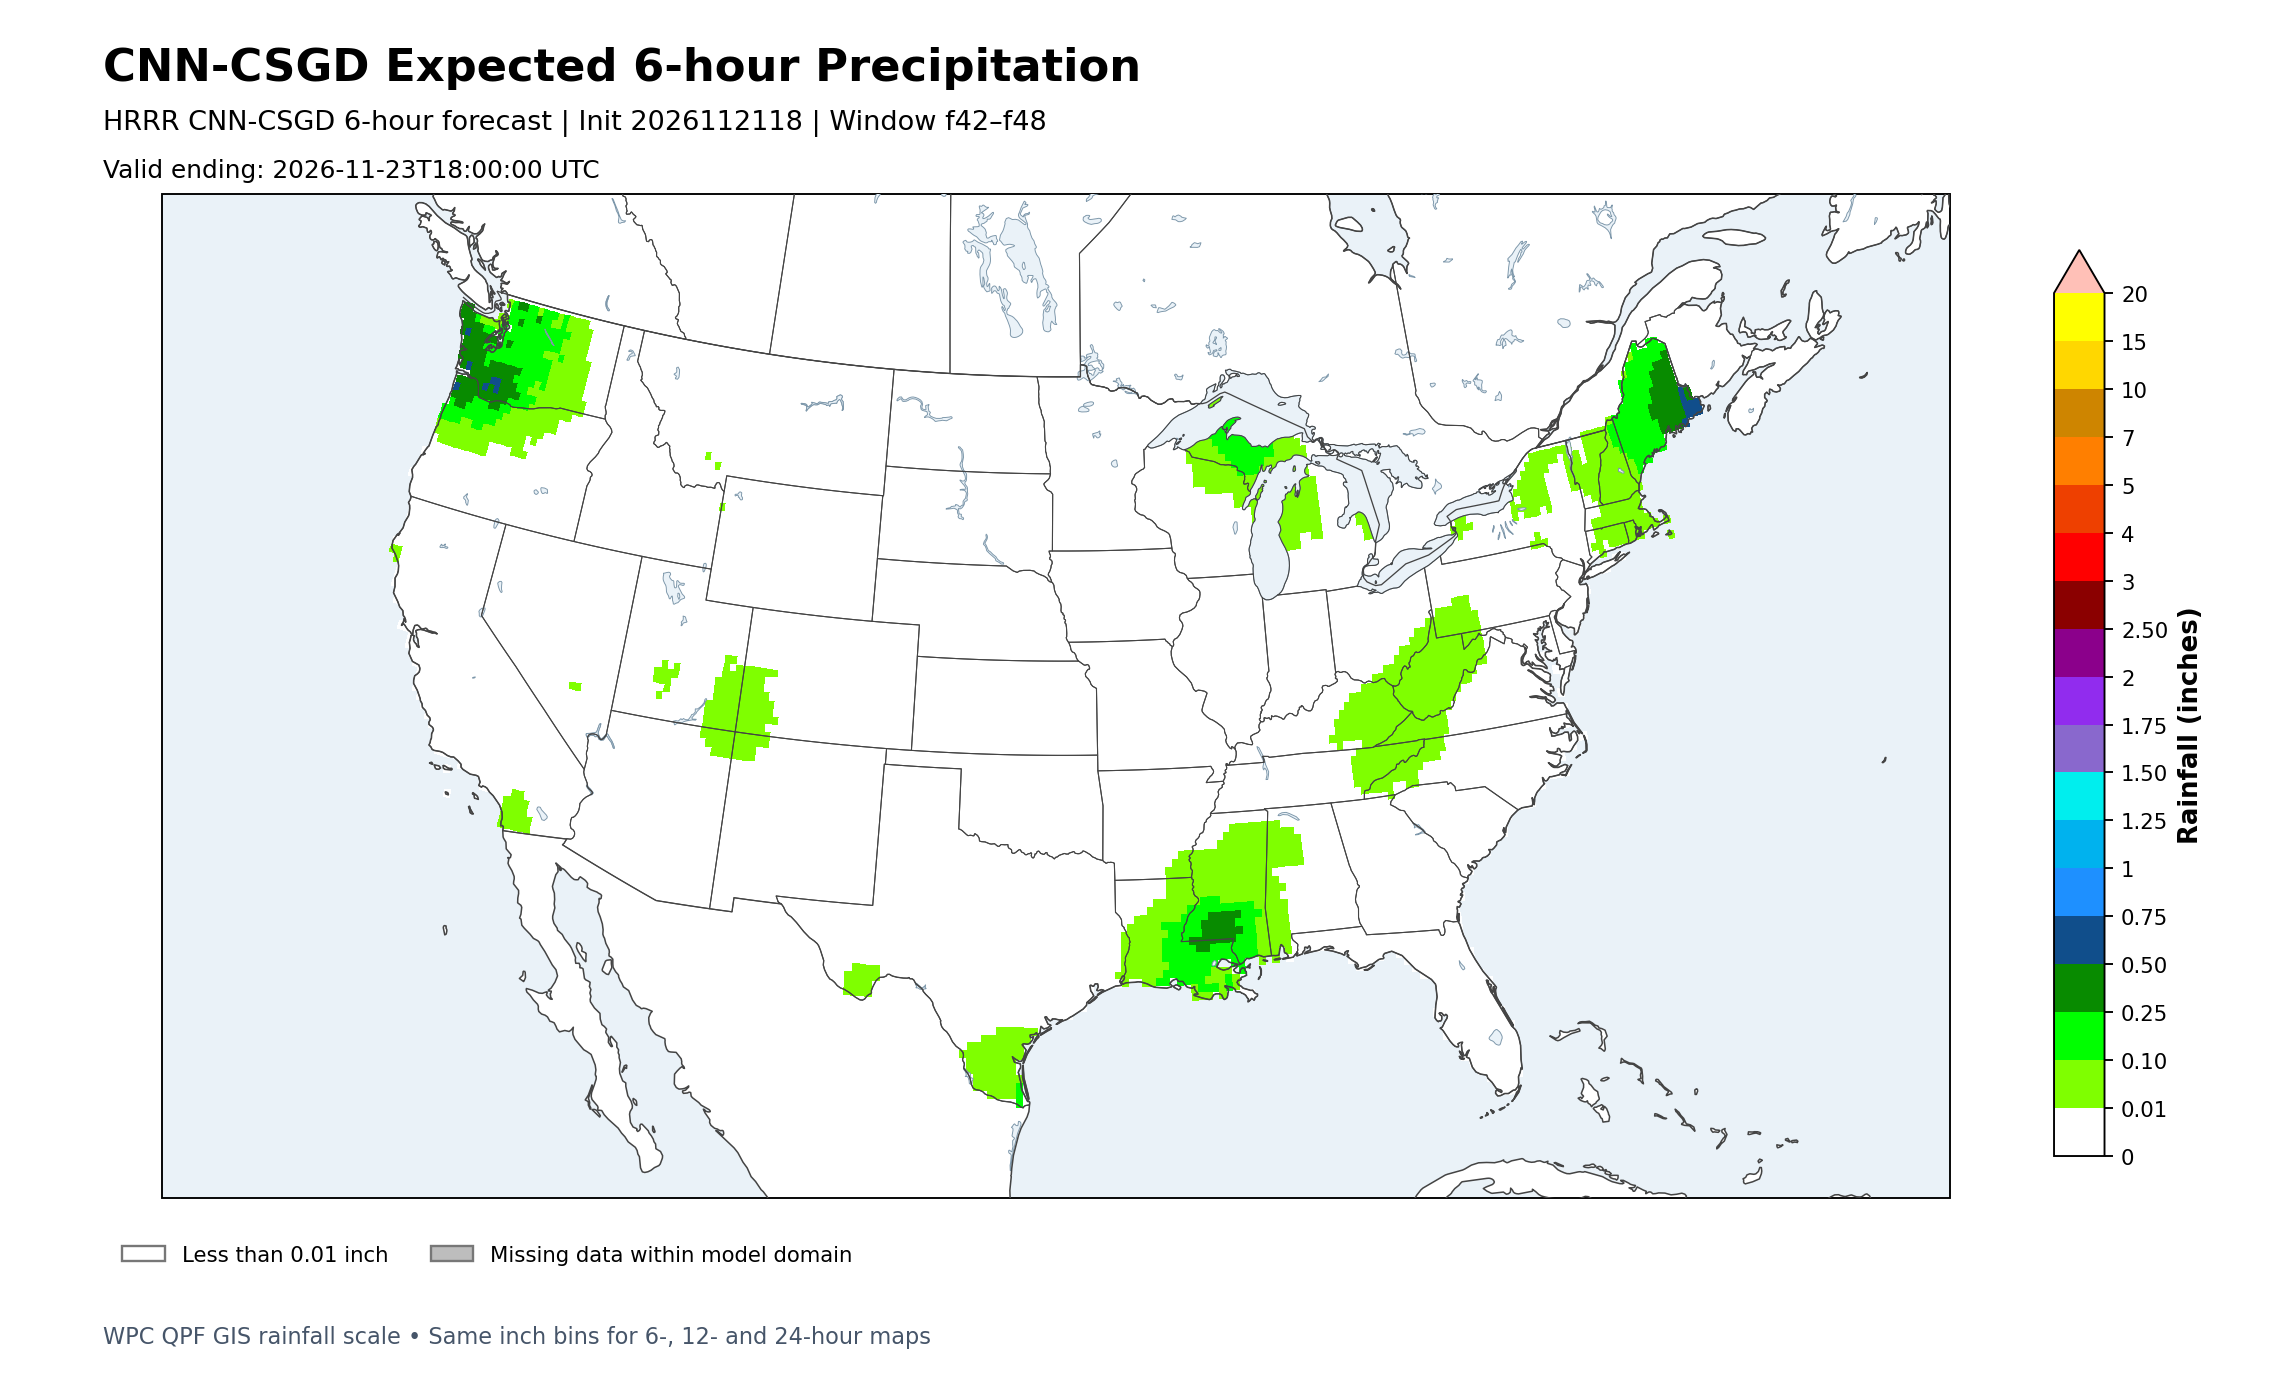 CNN-CSGD Expected 6-hour Precipitation
HRRR CNN-CSGD 6-hour forecast | Init 2026112118 | Window f42–f48
Valid ending: 2026-11-23T18:00:00 UTC
20
15
10
7
5
4
3
2.50
2
1.75
1.50
1.25
1
0.75
0.50
0.25
0.10
0.01
0
Rainfall (inches)
Less than 0.01 inch
Missing data within model domain
WPC QPF GIS rainfall scale • Same inch bins for 6-, 12- and 24-hour maps